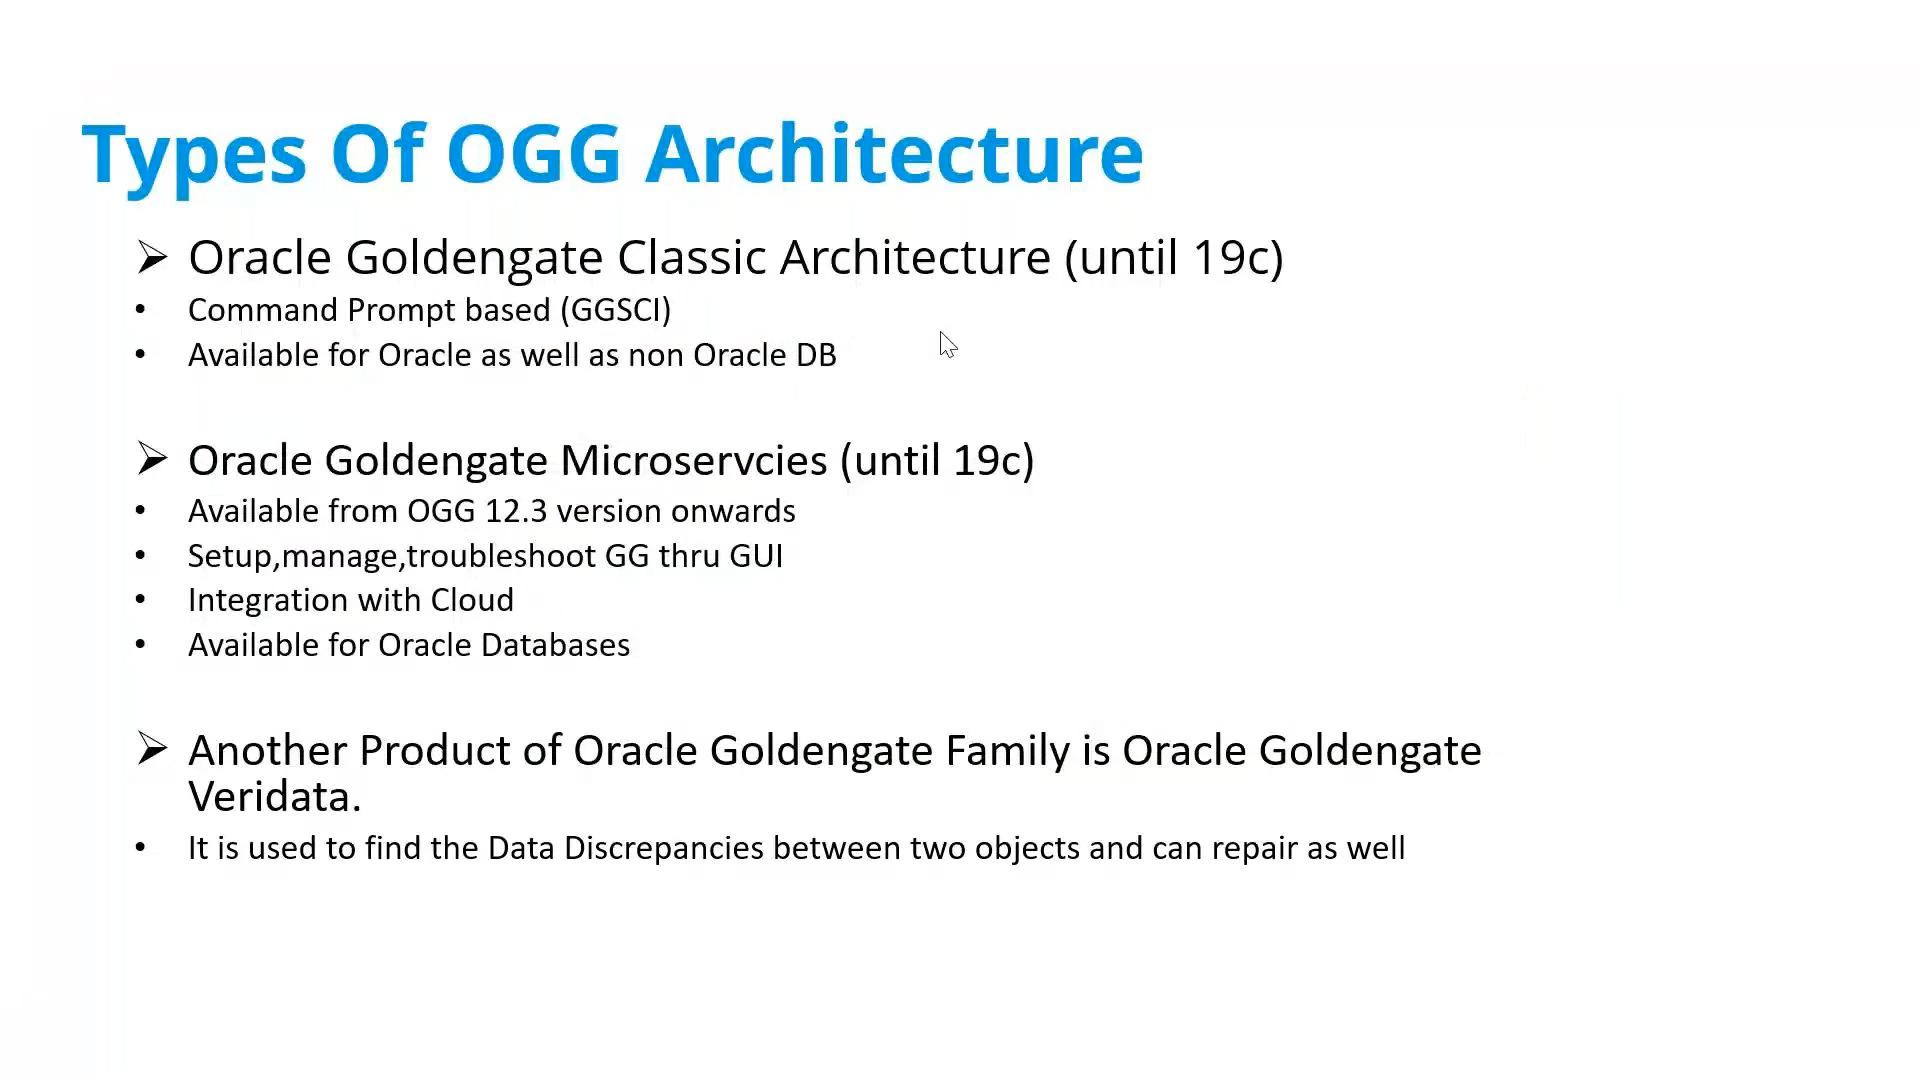 Types Of OGG Architecture
➢ Oracle Goldengate Classic Architecture (until 19c)
• Command Prompt based (GGSCI)
• Available for Oracle as well as non Oracle DB
➢ Oracle Goldengate Microservcies (until 19c)
• Available from OGG 12.3 version onwards
• Setup,manage,troubleshoot GG thru GUI
• Integration with Cloud
• Available for Oracle Databases
➢ Another Product of Oracle Goldengate Family is Oracle Goldengate
Veridata.
• It is used to find the Data Discrepancies between two objects and can repair as well